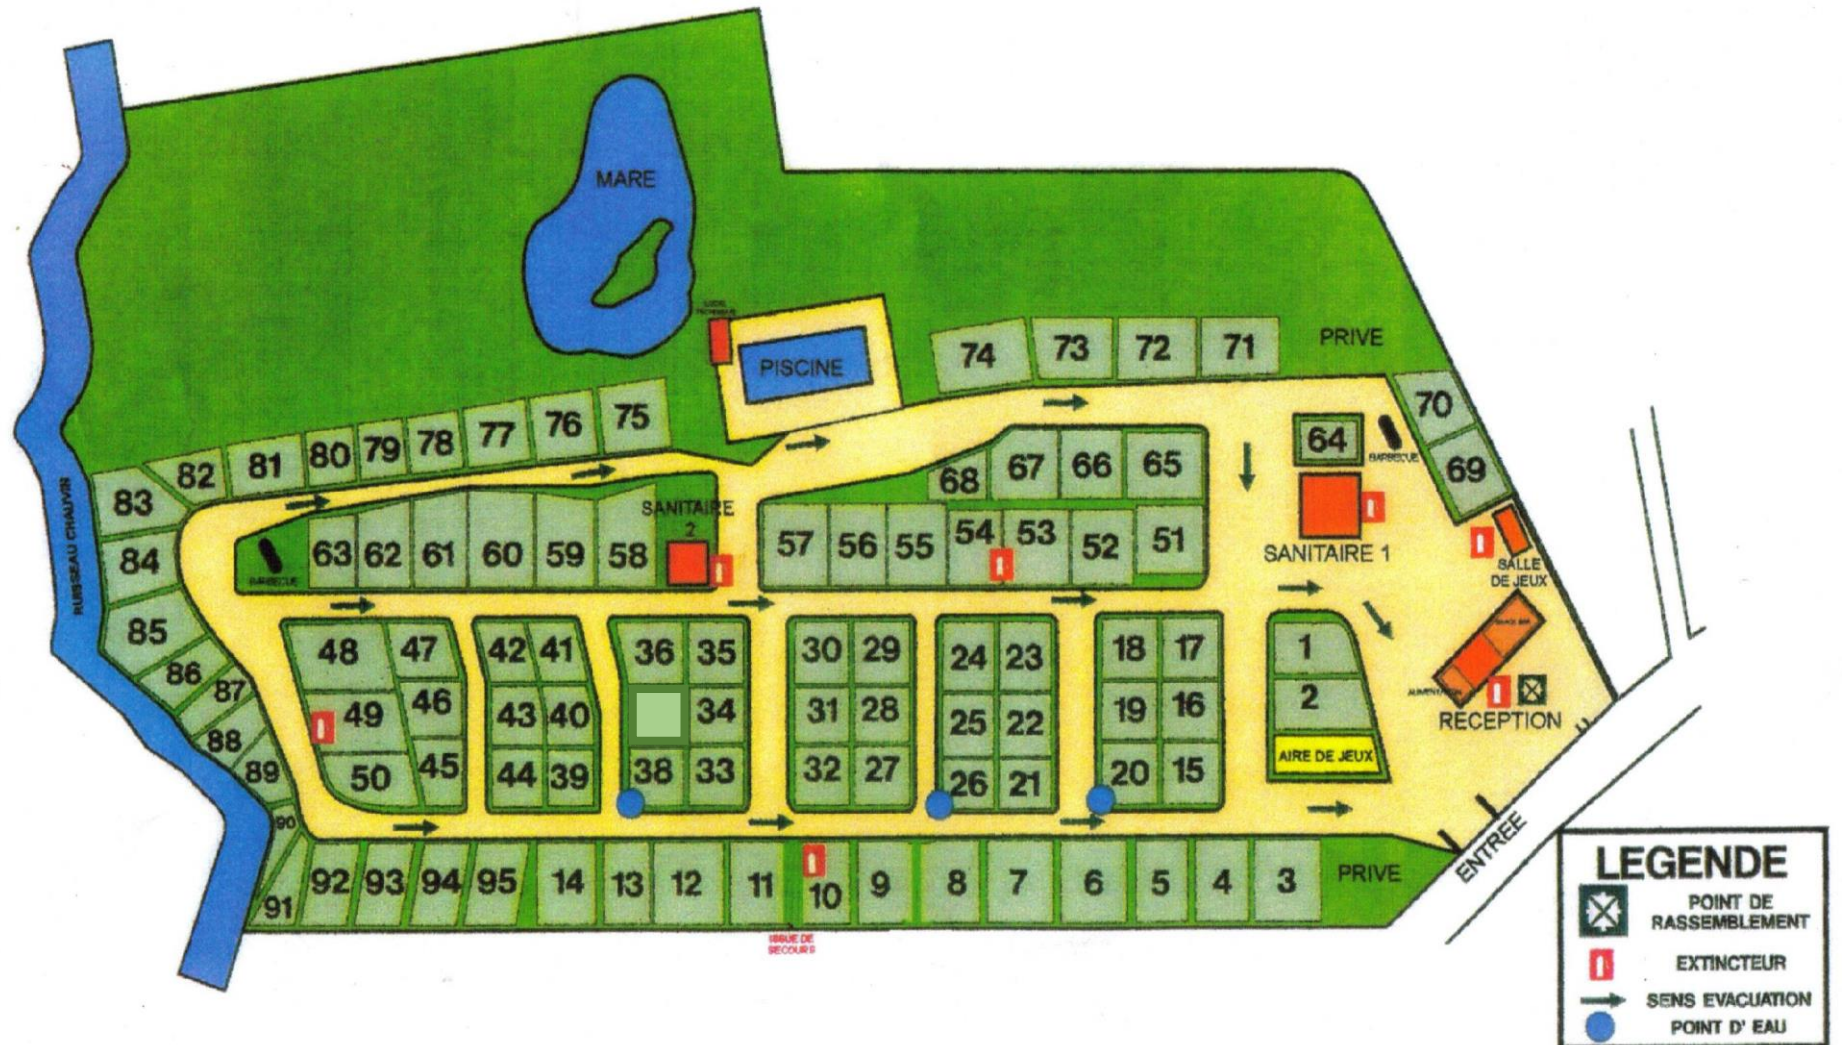 MARE
PISCINE
74 73 72 71 PRIVE
70
69
64
BARBECUE
75
76
77
78
79
80
81
82
83
84
85
86
87
88
89
90
91
RUISSEAU CHAUVIN
68 67 66 65
SANITAIRE
2
63 62 61 60 59 58
BARBECUE
57 56 55 54 53 52 51
SANITAIRE 1
SALLE
DE JEUX
48 47 42 41 36 35 30 29 24 23 18 17 1
49 46 43 40 34 31 28 25 22 19 16 2
50 45 44 39 38 33 32 27 26 21 20 15
AIRE DE JEUX
ALIMENTATION
RECEPTION
ENTREE
92 93 94 95 14 13 12 11 10 9 8 7 6 5 4 3 PRIVE
ISSUE DE
SECOURS
LEGENDE
POINT DE
RASSEMBLEMENT
EXTINCTEUR
SENS EVACUATION
POINT D' EAU